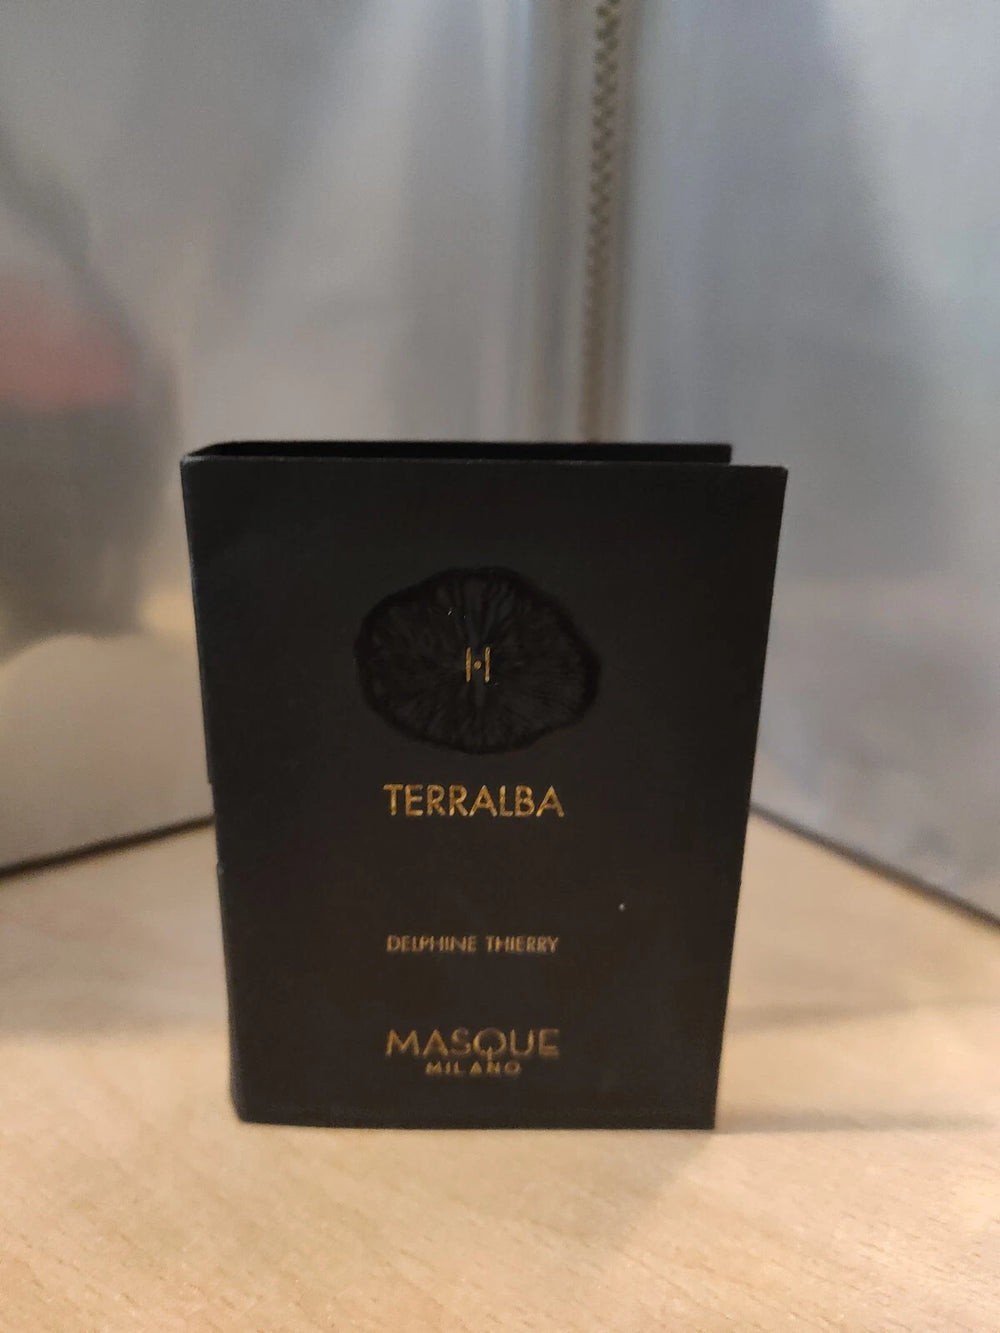 I·I
TERRALBA
DELPHINE THIERRY
MASQUE
MILANO